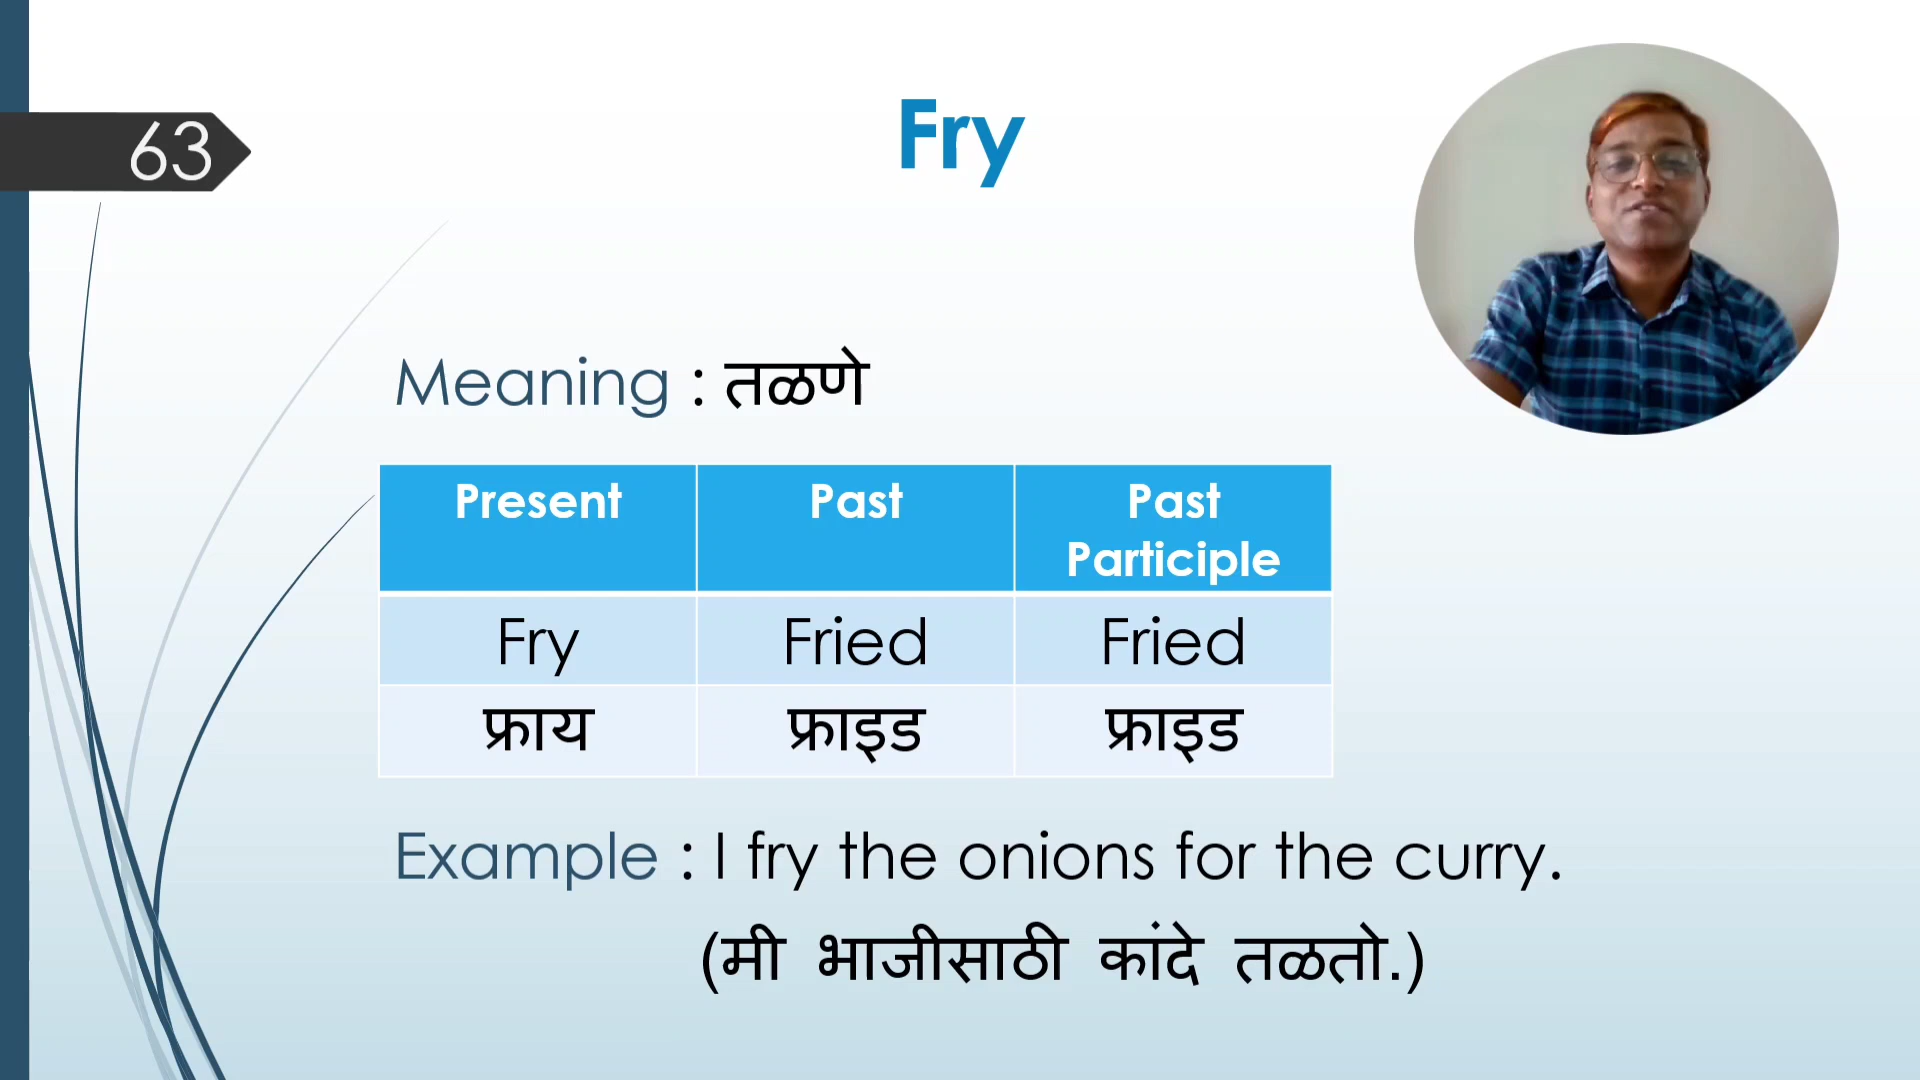 63
Fry
Meaning : तळणे
Present Past Past Participle
Fry Fried Fried
फ्राय फ्राइड फ्राइड
Example : I fry the onions for the curry.
(मी भाजीसाठी कांदे तळतो.)